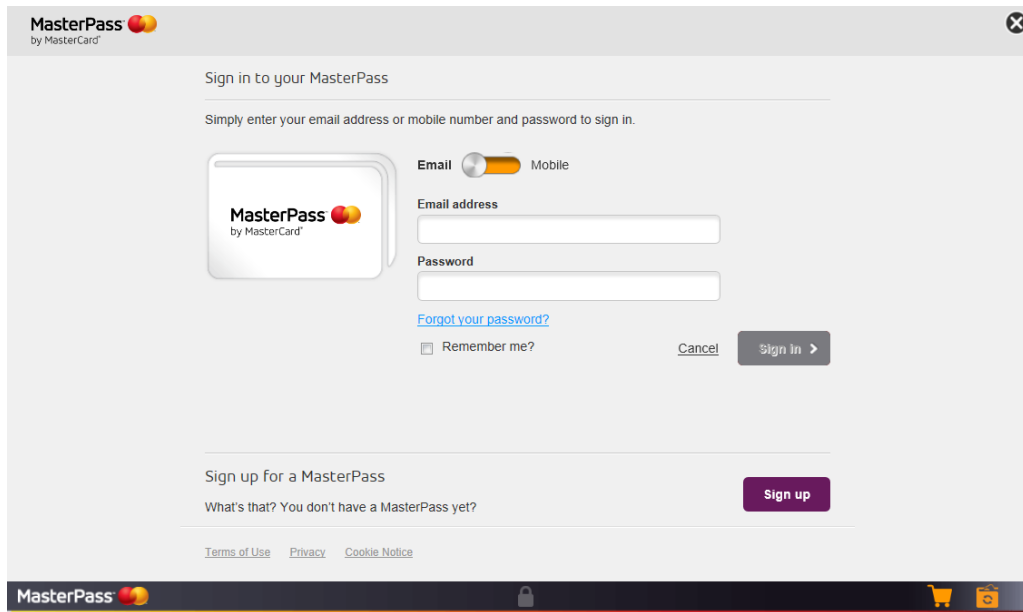 MasterPass
by MasterCard
Sign in to your MasterPass
Simply enter your email address or mobile number and password to sign in.
Email Mobile
MasterPass
by MasterCard
Email address
Password
Forgot your password?
Remember me?
Cancel
Sign in
Sign up for a MasterPass
What's that? You don't have a MasterPass yet?
Sign up
Terms of Use Privacy Cookie Notice
MasterPass